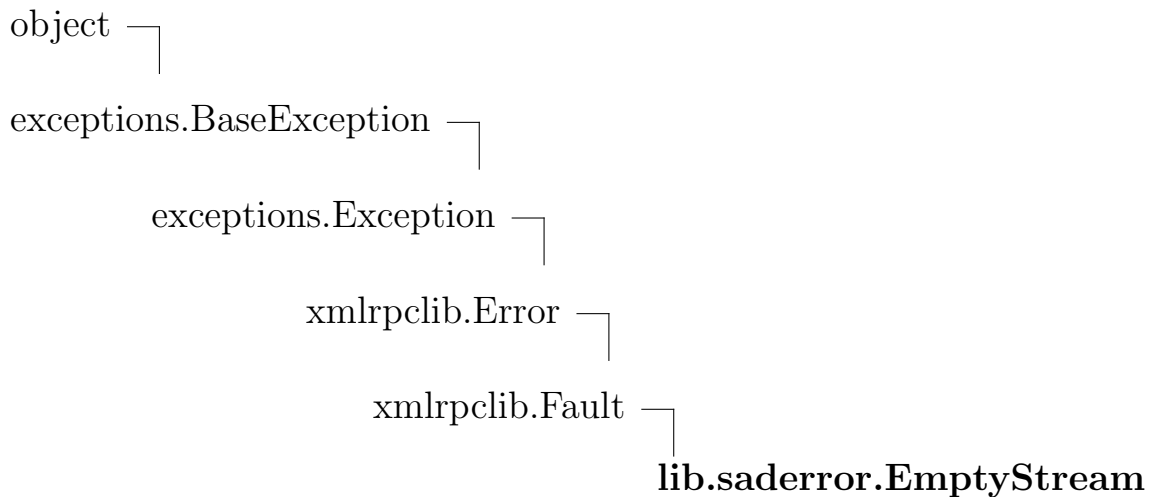 object
exceptions.BaseException
exceptions.Exception
xmlrpclib.Error
xmlrpclib.Fault
lib.saderror.EmptyStream